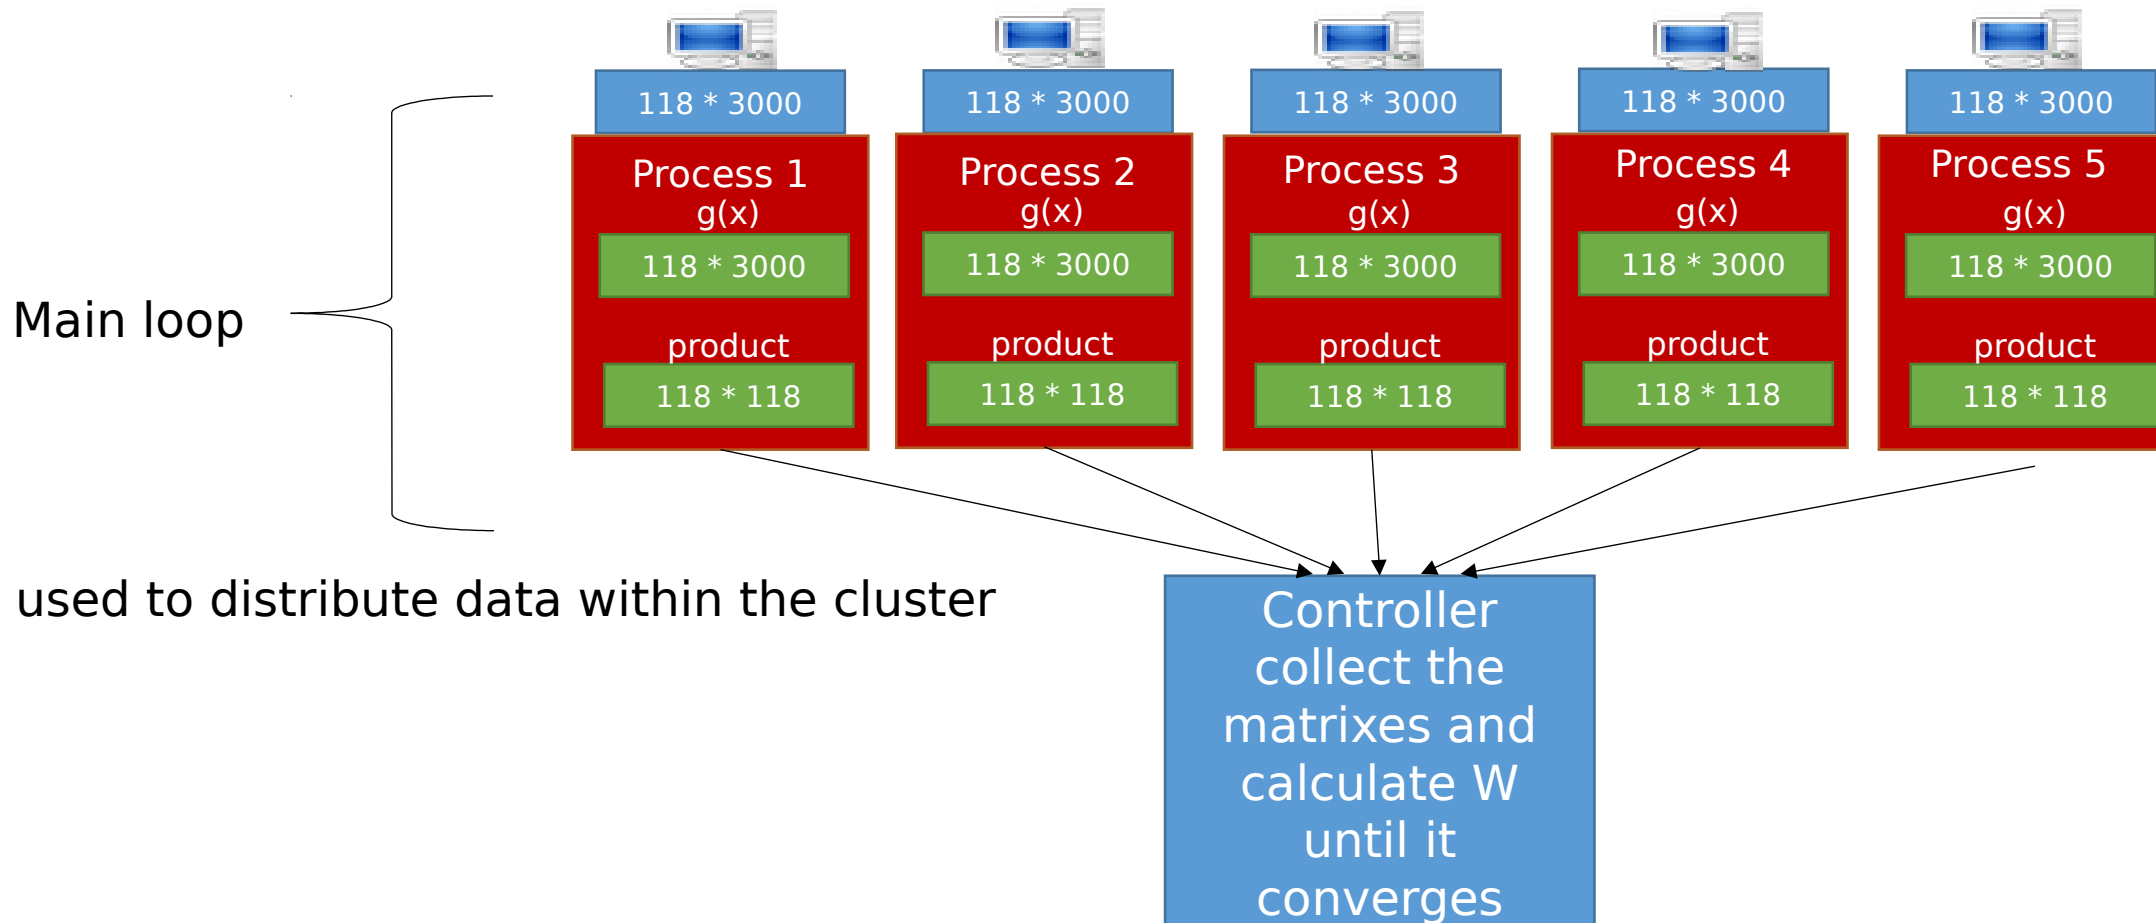 118 * 3000
118 * 3000
118 * 3000
118 * 3000
118 * 3000
Process 1
Process 2
Process 3
Process 4
Process 5
g(x)
g(x)
g(x)
g(x)
g(x)
118 * 3000
118 * 3000
118 * 3000
118 * 3000
118 * 3000
Main loop
product
product
product
product
product
118 * 118
118 * 118
118 * 118
118 * 118
118 * 118
used to distribute data within the cluster
Controller
collect the
matrixes and
calculate W
until it
converges